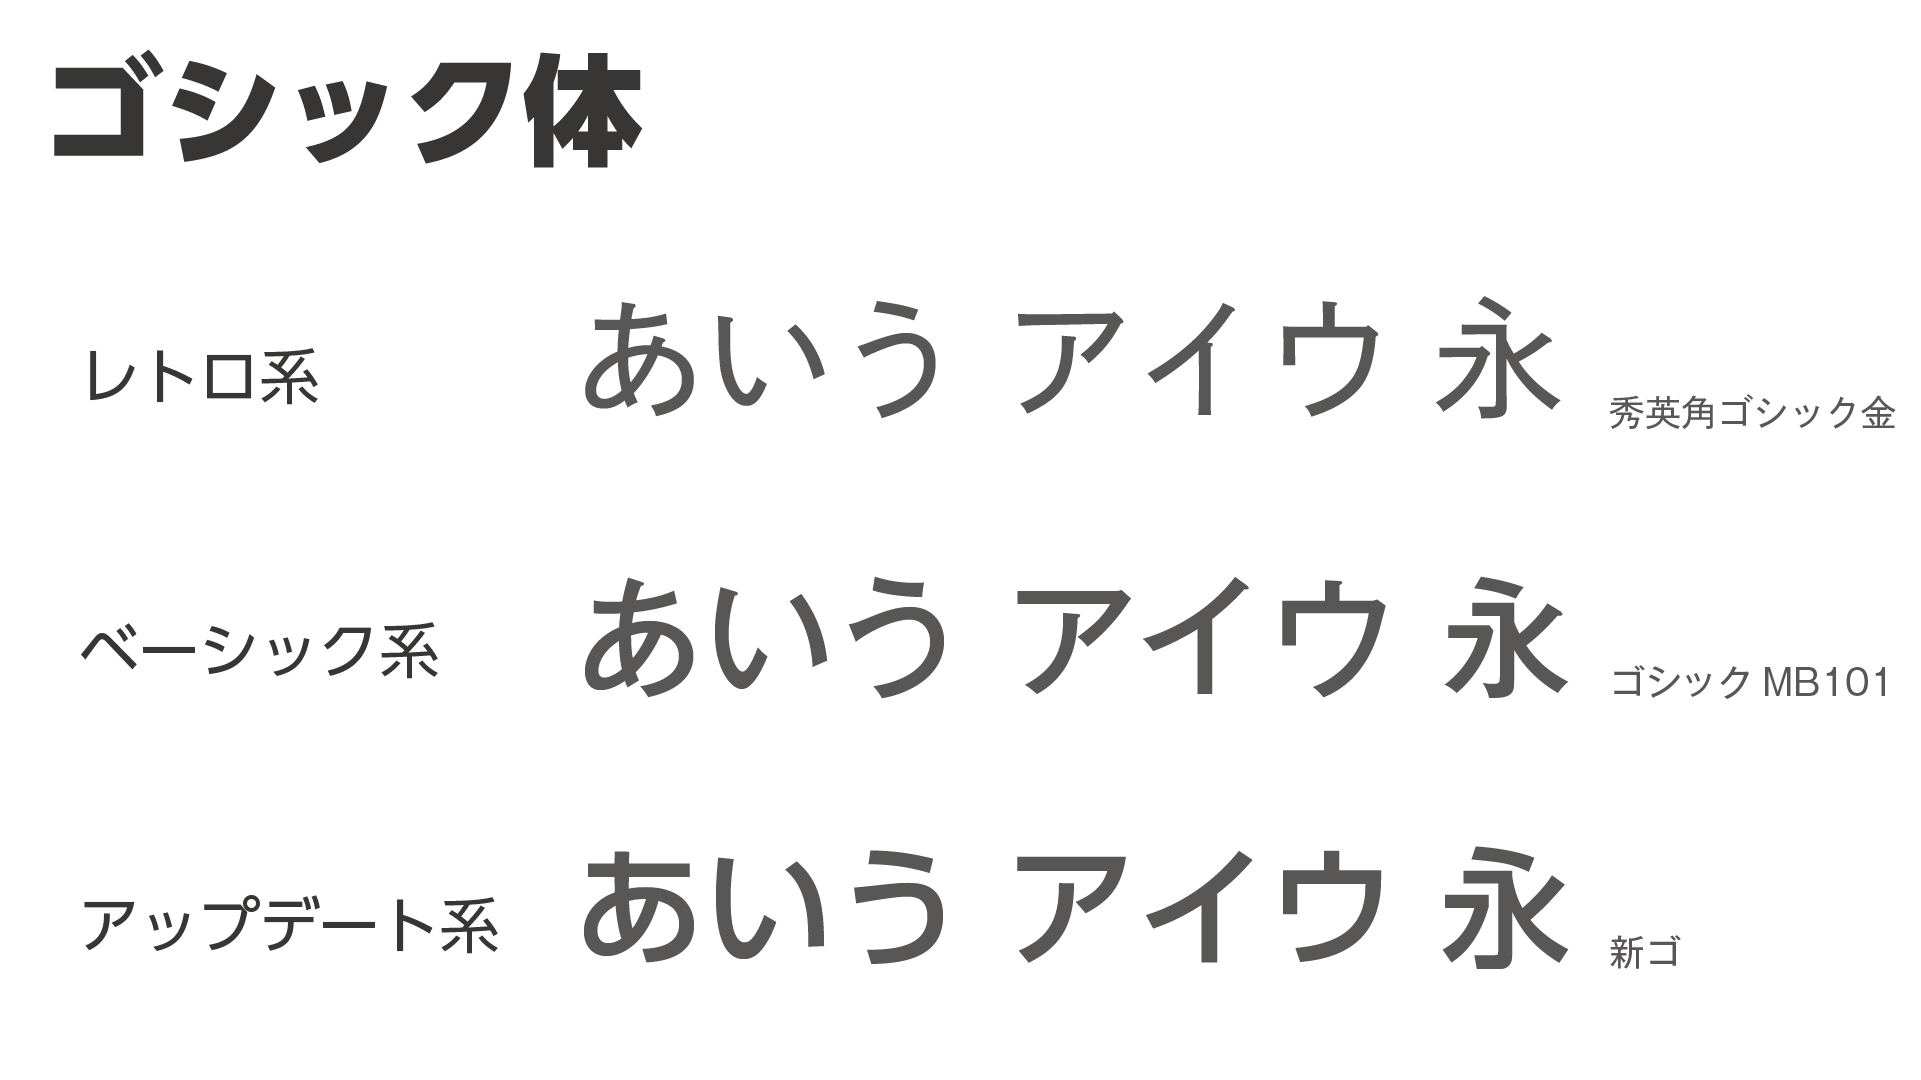 ゴシック体
レトロ系 あいう アイウ 永 秀英角ゴシック金
ベーシック系 あいう アイウ 永 ゴシック MB101
アップデート系 あいう アイウ 永 新ゴ